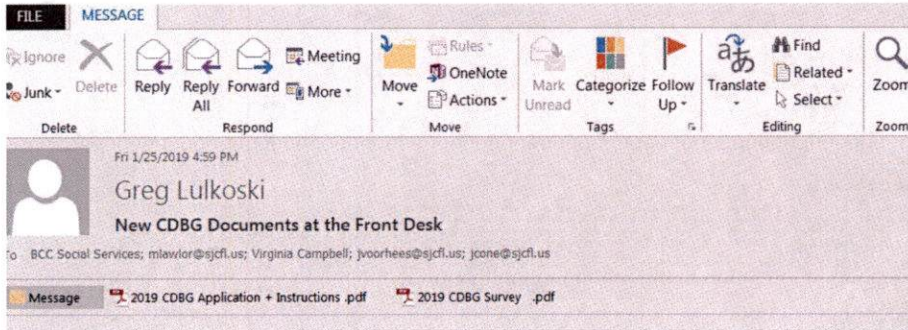 FILE MESSAGE
Ignore Meeting Rules Find
OneNote Related
Junk Delete Reply Reply All Forward More Move Actions Mark Unread Categorize Follow Up Translate Select Zoom
Delete Respond Move Tags Editing Zoom
Fri 1/25/2019 4:59 PM
Greg Lulkoski
New CDBG Documents at the Front Desk
To BCC Social Services; mlawlor@sjcfl.us; Virginia Campbell; jvoorhees@sjcfl.us; jcone@sjcfl.us
Message 2019 CDBG Application + Instructions .pdf 2019 CDBG Survey .pdf